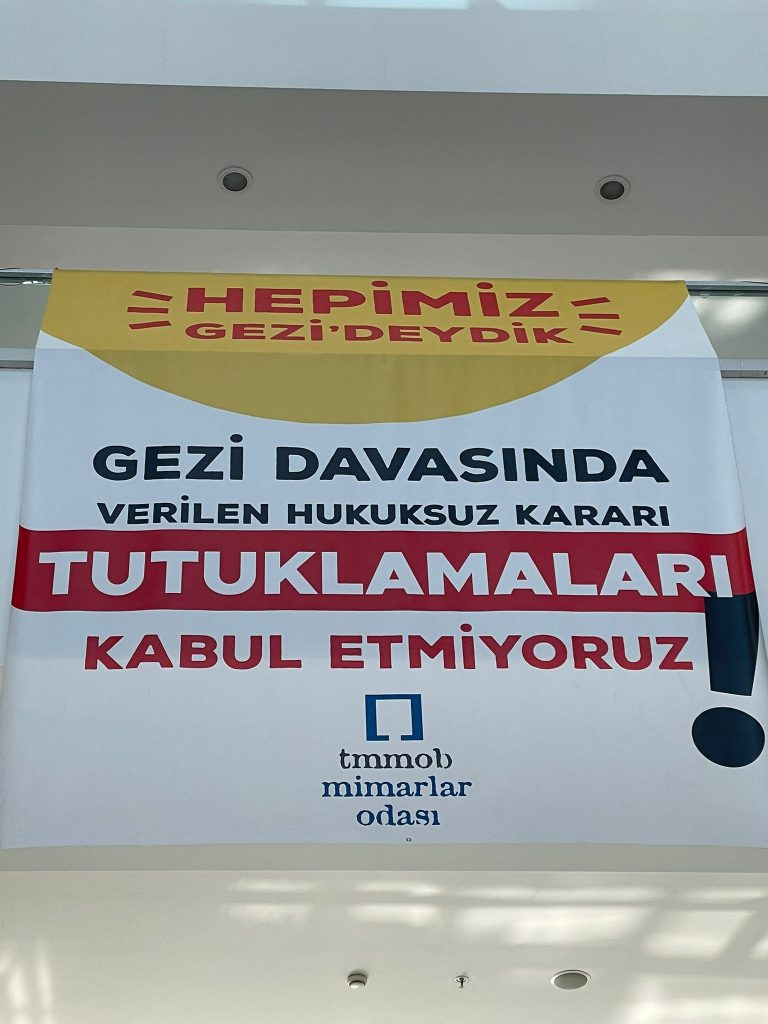 HEPİMİZ
GEZİ'DEYDİK
GEZİ DAVASINDA
VERİLEN HUKUKSUZ KARARI
TUTUKLAMALARI
KABUL ETMİYORUZ!
tmmob
mimarlar
odası